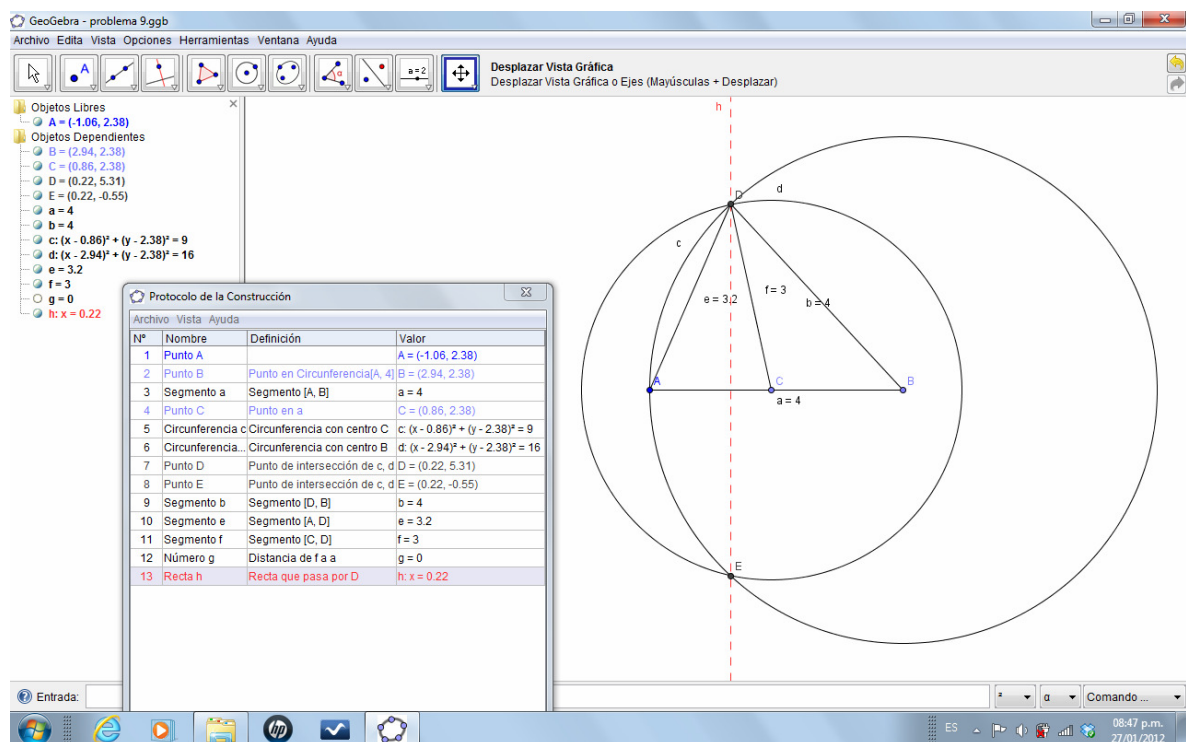 GeoGebra - problema 9.ggb
Archivo Edita Vista Opciones Herramientas Ventana Ayuda
A
α
a=2
Desplazar Vista Gráfica
Desplazar Vista Gráfica o Ejes (Mayúsculas + Desplazar)
Objetos Libres
A = (-1.06, 2.38)
Objetos Dependientes
B = (2.94, 2.38)
C = (0.86, 2.38)
D = (0.22, 5.31)
E = (0.22, -0.55)
a = 4
b = 4
c: (x - 0.86)² + (y - 2.38)² = 9
d: (x - 2.94)² + (y - 2.38)² = 16
e = 3.2
f = 3
g = 0
h: x = 0.22
h
D
d
c
e = 3.2
f = 3
b = 4
A
C
B
a = 4
E
Protocolo de la Construcción
Archivo Vista Ayuda
Nº Nombre Definición Valor
1 Punto A A = (-1.06, 2.38)
2 Punto B Punto en Circunferencia[A, 4] B = (2.94, 2.38)
3 Segmento a Segmento [A, B] a = 4
4 Punto C Punto en a C = (0.86, 2.38)
5 Circunferencia c Circunferencia con centro C c: (x - 0.86)² + (y - 2.38)² = 9
6 Circunferencia... Circunferencia con centro B d: (x - 2.94)² + (y - 2.38)² = 16
7 Punto D Punto de intersección de c, d D = (0.22, 5.31)
8 Punto E Punto de intersección de c, d E = (0.22, -0.55)
9 Segmento b Segmento [D, B] b = 4
10 Segmento e Segmento [A, D] e = 3.2
11 Segmento f Segmento [C, D] f = 3
12 Número g Distancia de f a a g = 0
13 Recta h Recta que pasa por D h: x = 0.22
Entrada:
² α Comando ...
hp
ES
08:47 p.m.
27/01/2012